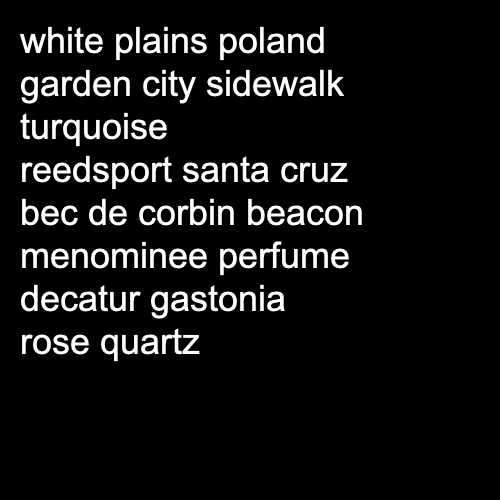 white plains poland
garden city sidewalk
turquoise
reedsport santa cruz
bec de corbin beacon
menominee perfume
decatur gastonia
rose quartz